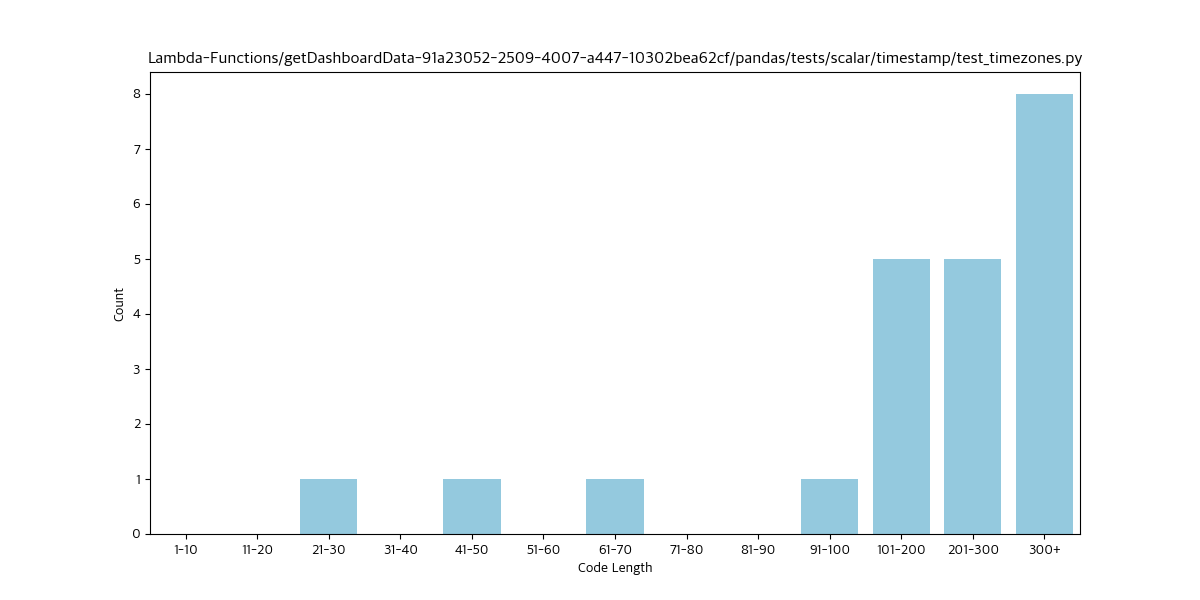 Lambda-Functions/getDashboardData-91a23052-2509-4007-a447-10302bea62cf/pandas/tests/scalar/timestamp/test_timezones.py
8
7
6
5
4
3
2
1
0
Count
1-10 11-20 21-30 31-40 41-50 51-60 61-70 71-80 81-90 91-100 101-200 201-300 300+
Code Length